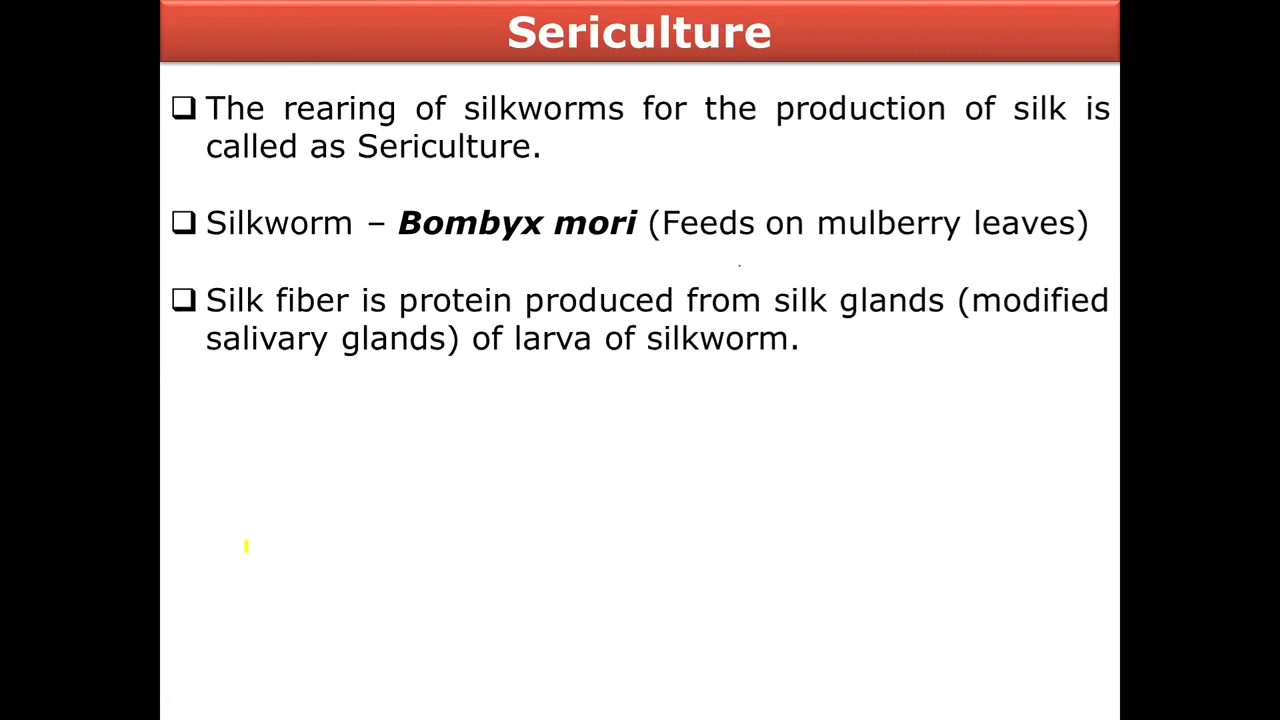 Sericulture
❑ The rearing of silkworms for the production of silk is
called as Sericulture.
❑ Silkworm – Bombyx mori (Feeds on mulberry leaves)
❑ Silk fiber is protein produced from silk glands (modified
salivary glands) of larva of silkworm.